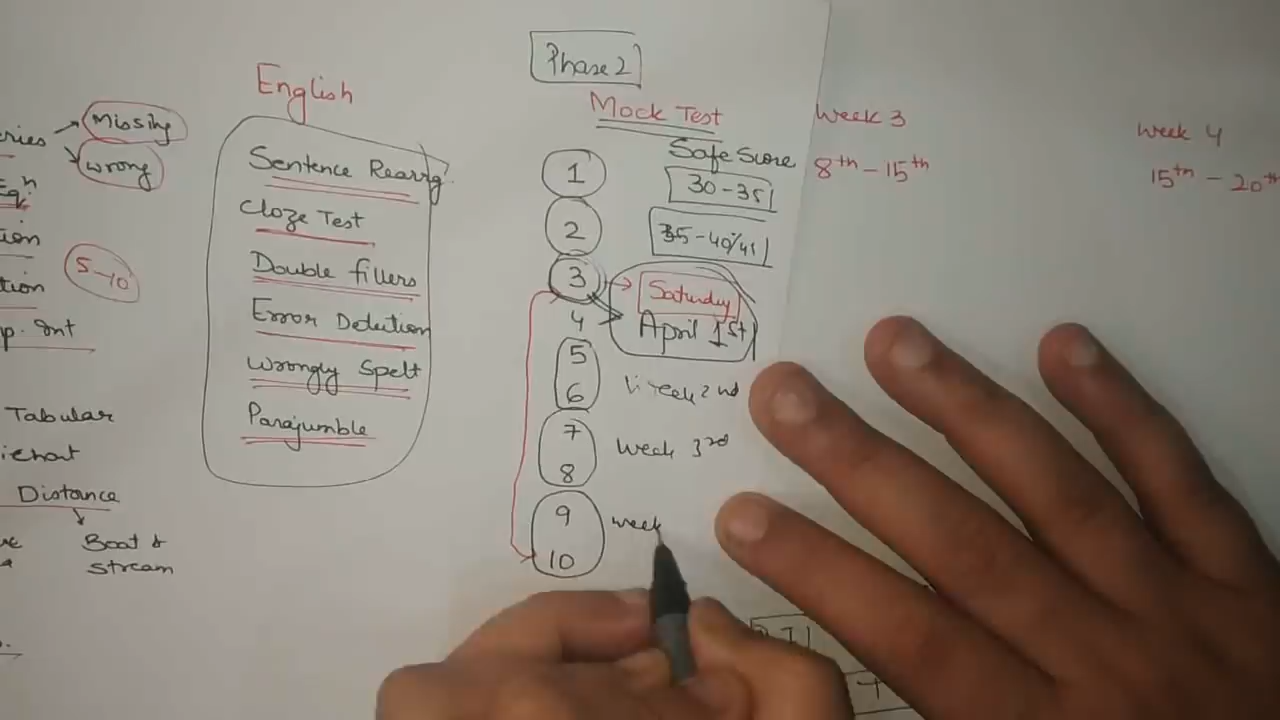 Missing
wrong
5-10
Tabular
Distance
Boat &
stream
English
Sentence Rearrg.
Cloze Test
Double fillers
Error Detection
wrongly spelt
Parajumble
Phase 2
Mock Test
Safe Score
1
30-35
2
35-40/41
3
Saturday
4
April 1st
5
6
week 2nd
7
week 3rd
8
9
week
10
week 3
8th - 15th
week 4
15th - 20th